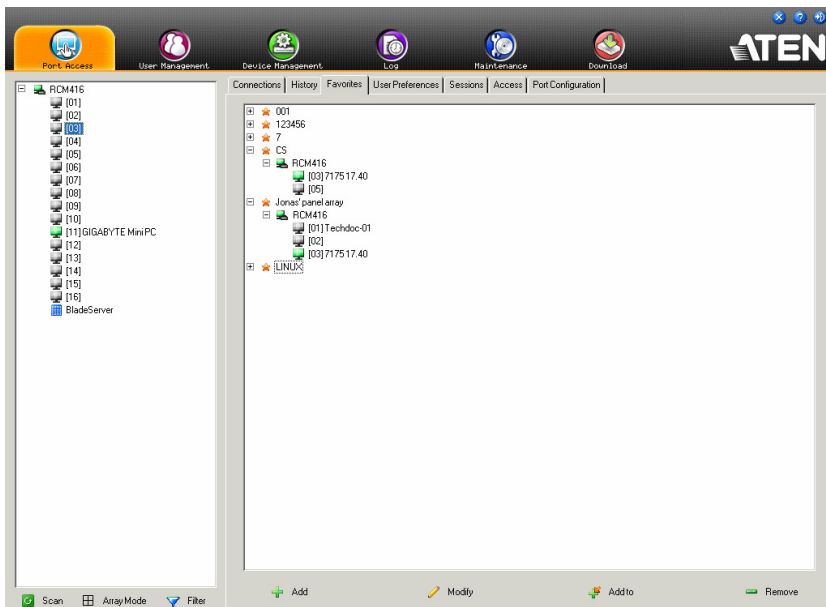 Port Access
User Management
Device Management
Log
Maintenance
Download
ATEN
RCM416
[01]
[02]
[03]
[04]
[05]
[06]
[07]
[08]
[09]
[10]
[11]GIGABYTE MiniPC
[12]
[13]
[14]
[15]
[16]
BladeServer
Scan
Array Mode
Filter
Connections
History
Favorites
User Preferences
Sessions
Access
Port Configuration
001
123456
7
CS
RCM416
[03]717517.40
[05]
Jonas' panel array
RCM416
[01]Techdoc-01
[02]
[03]717517.40
LINUX
Add
Modify
Add to
Remove